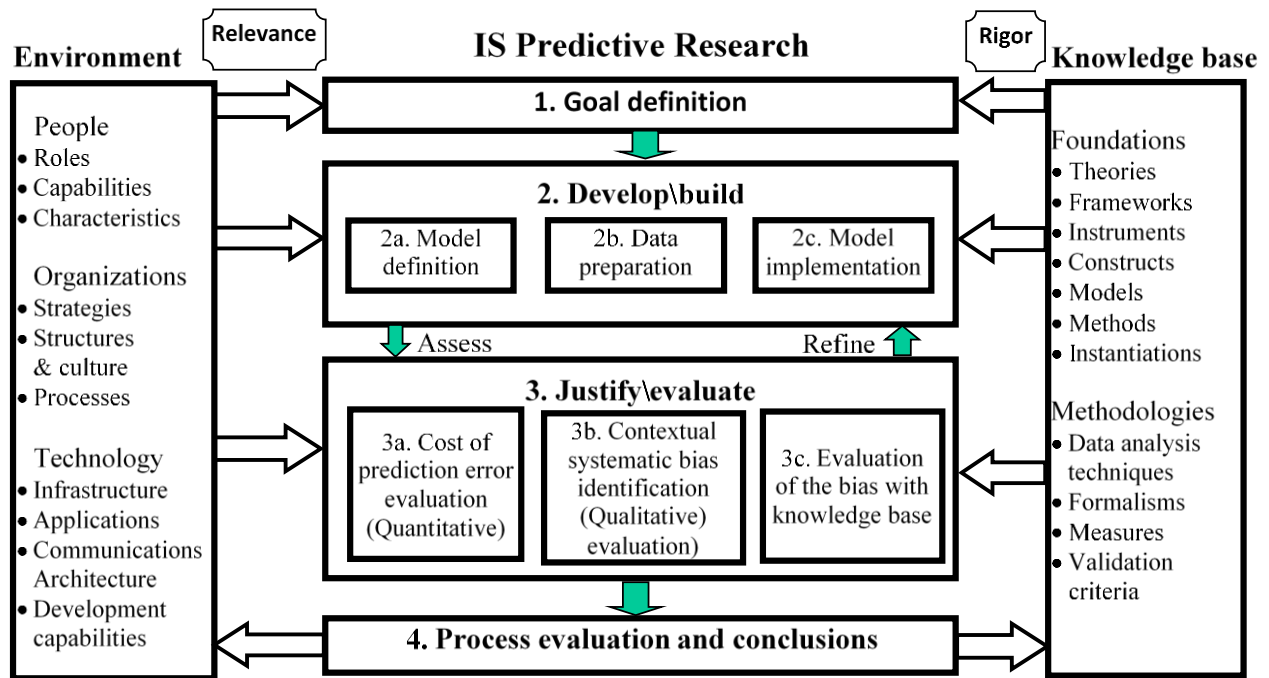 Relevance
IS Predictive Research
Rigor
Environment
Knowledge base
People
• Roles
• Capabilities
• Characteristics
Organizations
• Strategies
• Structures
& culture
• Processes
Technology
• Infrastructure
• Applications
• Communications
Architecture
• Development
capabilities
1. Goal definition
2. Develop\build
2a. Model
definition
2b. Data
preparation
2c. Model
implementation
Assess
Refine
3. Justify\evaluate
3a. Cost of
prediction error
evaluation
(Quantitative)
3b. Contextual
systematic bias
identification
(Qualitative)
evaluation)
3c. Evaluation
of the bias with
knowledge base
4. Process evaluation and conclusions
Foundations
• Theories
• Frameworks
• Instruments
• Constructs
• Models
• Methods
• Instantiations
Methodologies
• Data analysis
techniques
• Formalisms
• Measures
• Validation
criteria